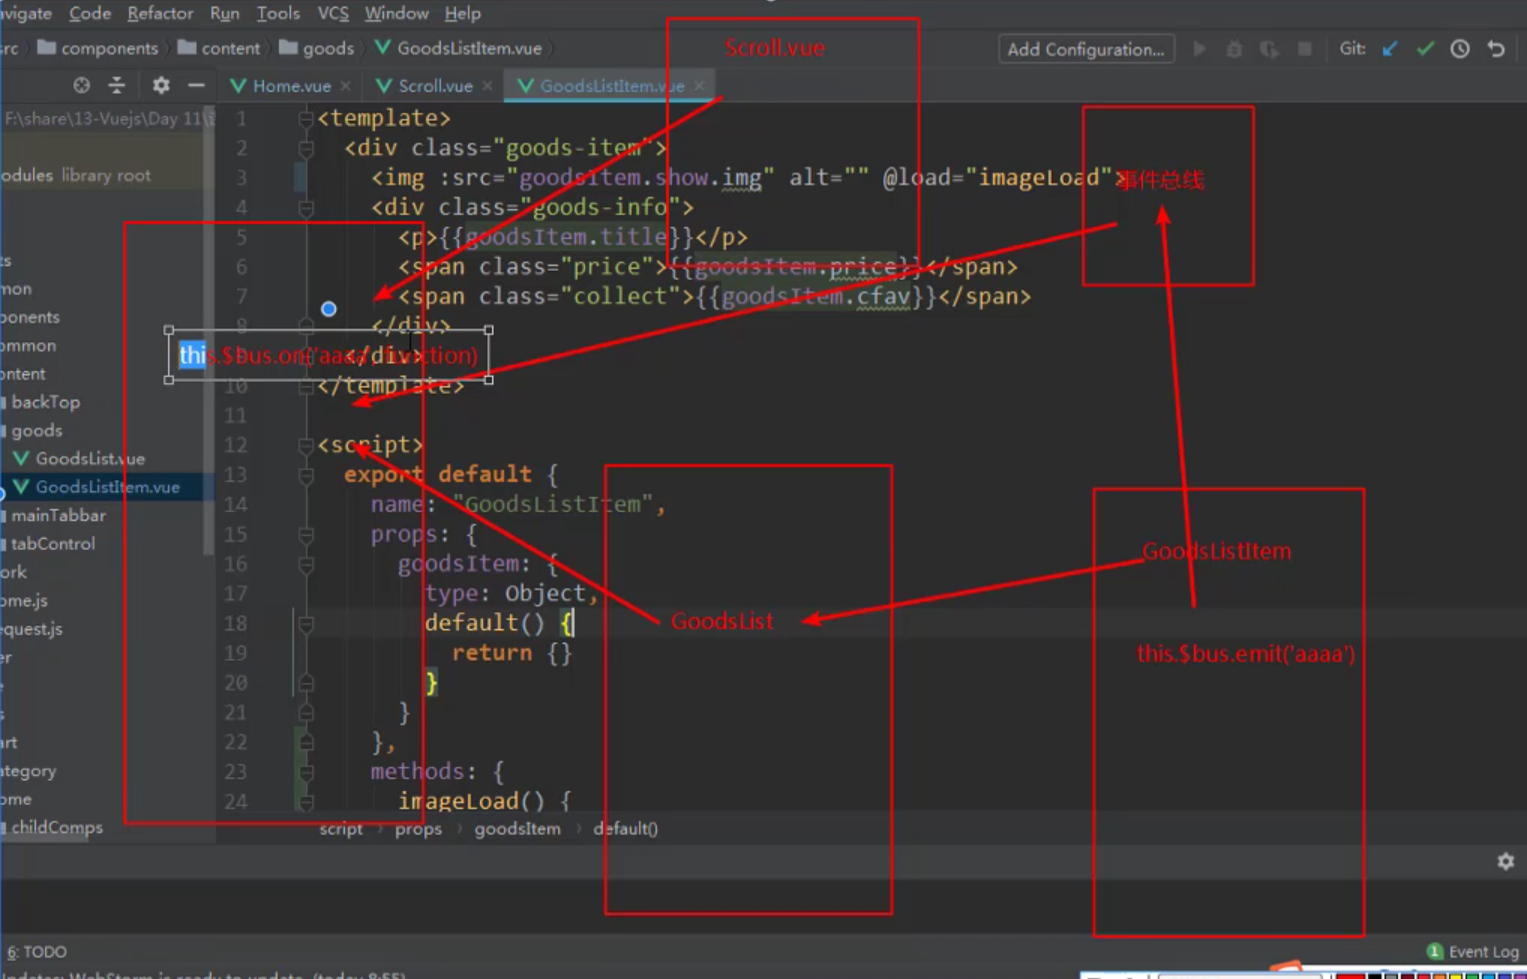 avigate Code Refactor Run Tools VCS Window Help
src components content goods GoodsListItem.vue Add Configuration... Git:
Home.vue Scroll.vue GoodsListItem.vue
Scroll.vue
F:\share\13-Vuejs\Day 11\
odules library root
ts
mon
ponents
ommon
ontent
backTop
goods
GoodsList.vue
GoodsListItem.vue
mainTabbar
tabControl
ork
ome.js
equest.js
er
art
ategory
ome
childComps
1 <template>
2 <div class="goods-item">
3 <img :src="goodsItem.show.img" alt="" @load="imageLoad">
4 <div class="goods-info">
5 <p>{{goodsItem.title}}</p>
6 <span class="price">{{goodsItem.price}}</span>
7 <span class="collect">{{goodsItem.cfav}}</span>
8 </div>
9 </div>
10 </template>
11
12 <script>
13 export default {
14 name: "GoodsListItem",
15 props: {
16 goodsItem: {
17 type: Object,
18 default() {
19 return {}
20 }
21 }
22 },
23 methods: {
24 imageLoad() {
事件总线
this.$bus.on('aaaa', function)
GoodsList
GoodsListItem
this.$bus.emit('aaaa')
script props goodsItem default()
6: TODO
1 Event Log
Updates: WebStorm is ready to update. (today 8:55)